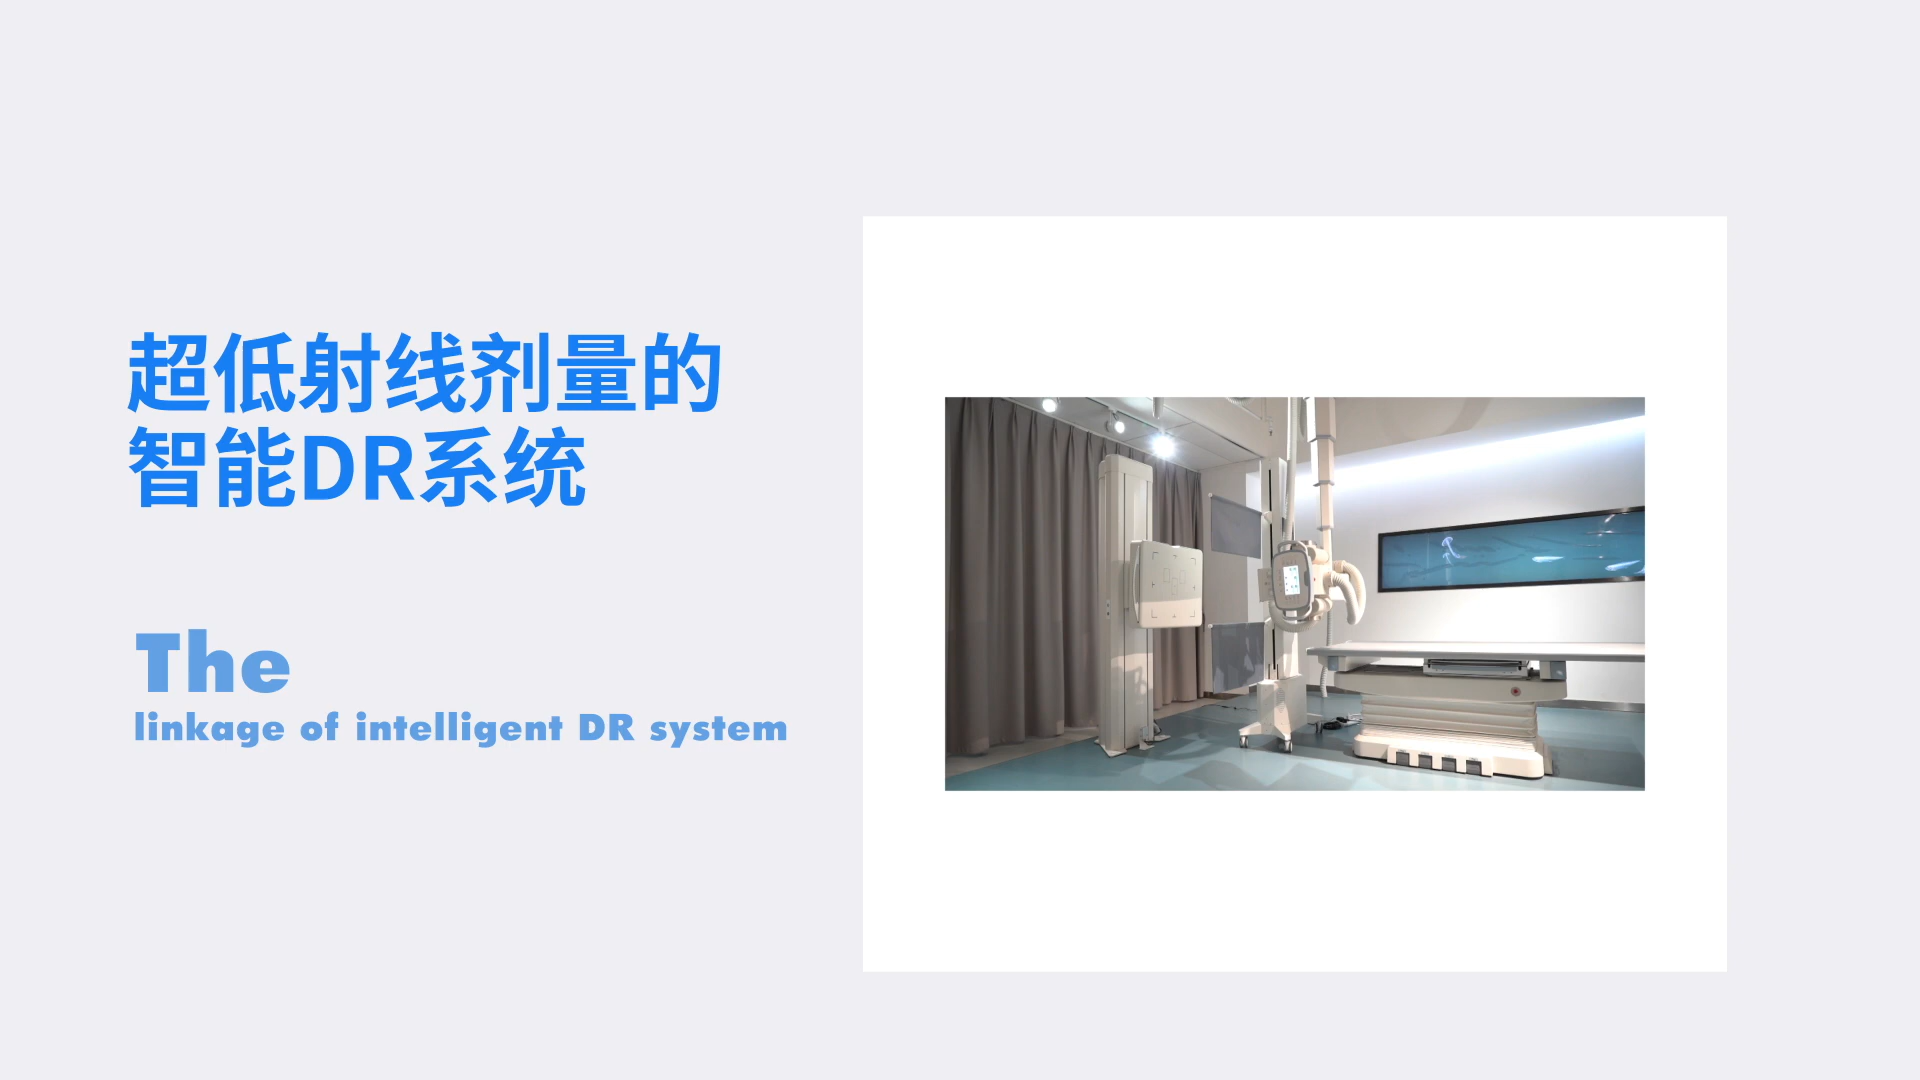 超低射线剂量的
智能DR系统
The
linkage of intelligent DR system